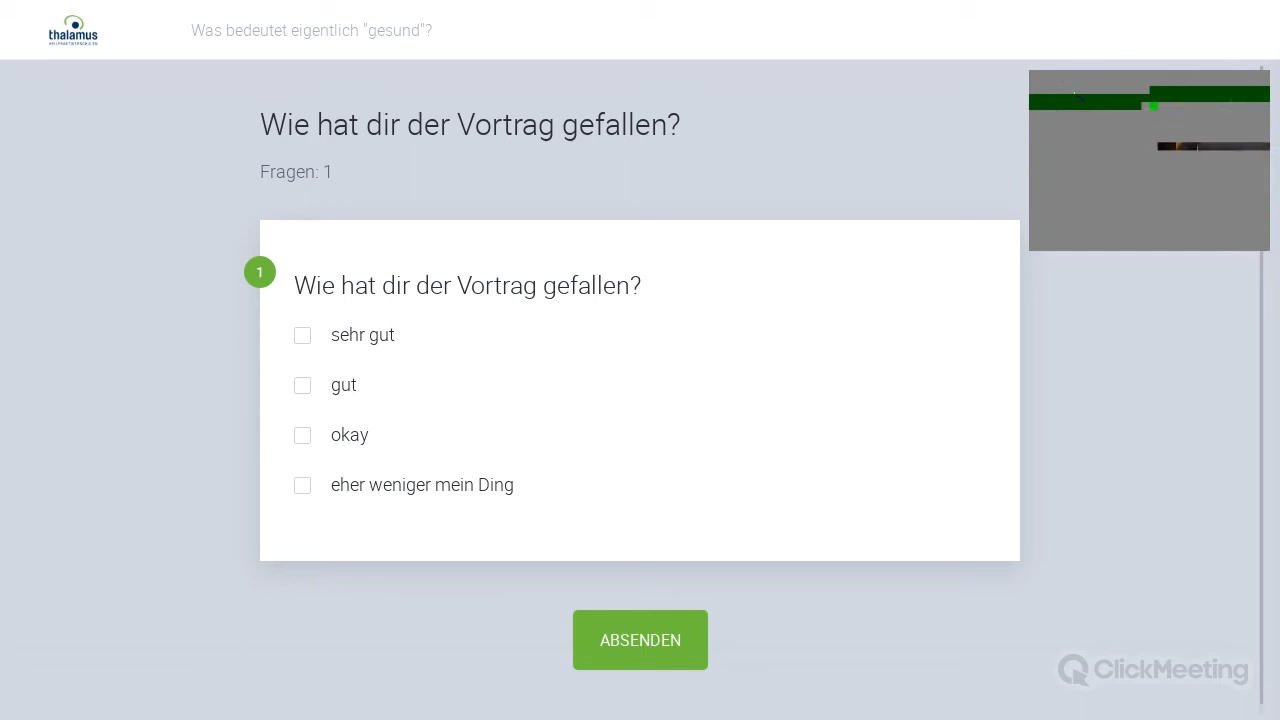 thalamus
HEILPRAKTIKERSCHULEN
Was bedeutet eigentlich "gesund"?
Wie hat dir der Vortrag gefallen?
Fragen: 1
1
Wie hat dir der Vortrag gefallen?
sehr gut
gut
okay
eher weniger mein Ding
ABSENDEN
ClickMeeting